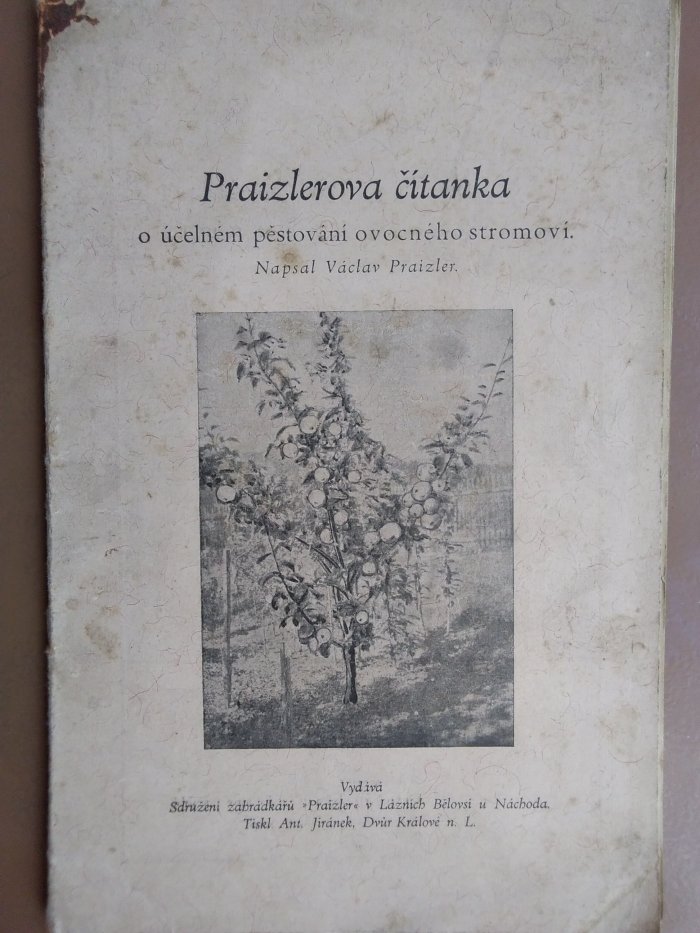 Praizlerova čítanka
o účelném pěstování ovocného stromoví.
Napsal Václav Praizler.
Vydává
Sdružení zahrádkářů »Praizler« v Lázních Bělovsi u Náchoda.
Tiskl Ant. Jiránek, Dvůr Králové n. L.